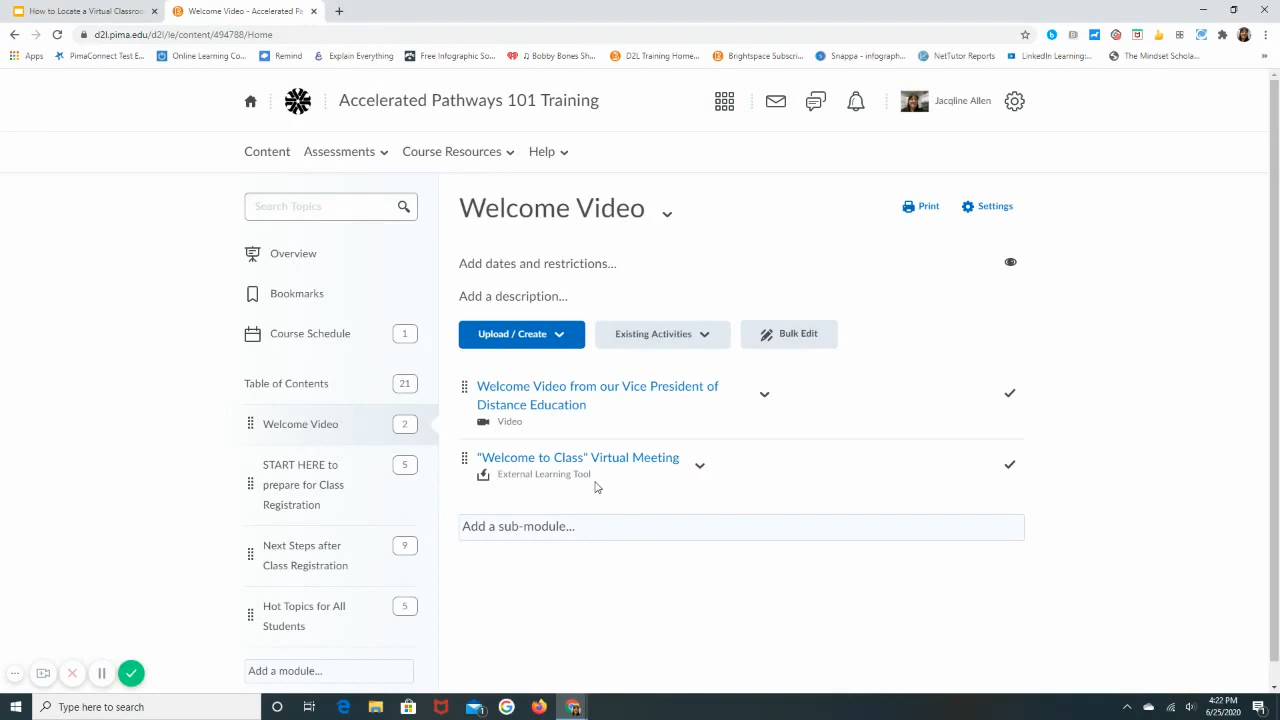 How to Locate a Virtual Classroo
Welcome Video - Accelerated Pa
d2l.pima.edu/d2l/le/content/494788/Home
Apps
PimaConnect Test E...
Online Learning Co...
Remind
Explain Everything
Free Infographic So...
♫ Bobby Bones Sh...
D2L Training Home...
Brightspace Subscri...
Snappa - infograph...
NetTutor Reports
LinkedIn Learning:...
The Mindset Schola...
»
Accelerated Pathways 101 Training
Jacqline Allen
Content
Assessments
Course Resources
Help
Search Topics
Overview
Bookmarks
Course Schedule
1
Table of Contents
21
Welcome Video
2
START HERE to
prepare for Class
Registration
5
Next Steps after
Class Registration
9
Hot Topics for All
Students
5
Add a module...
Welcome Video
Print
Settings
Add dates and restrictions...
Add a description...
Upload / Create
Existing Activities
Bulk Edit
Welcome Video from our Vice President of
Distance Education
Video
"Welcome to Class" Virtual Meeting
External Learning Tool
Add a sub-module...
Type here to search
4:22 PM
6/25/2020